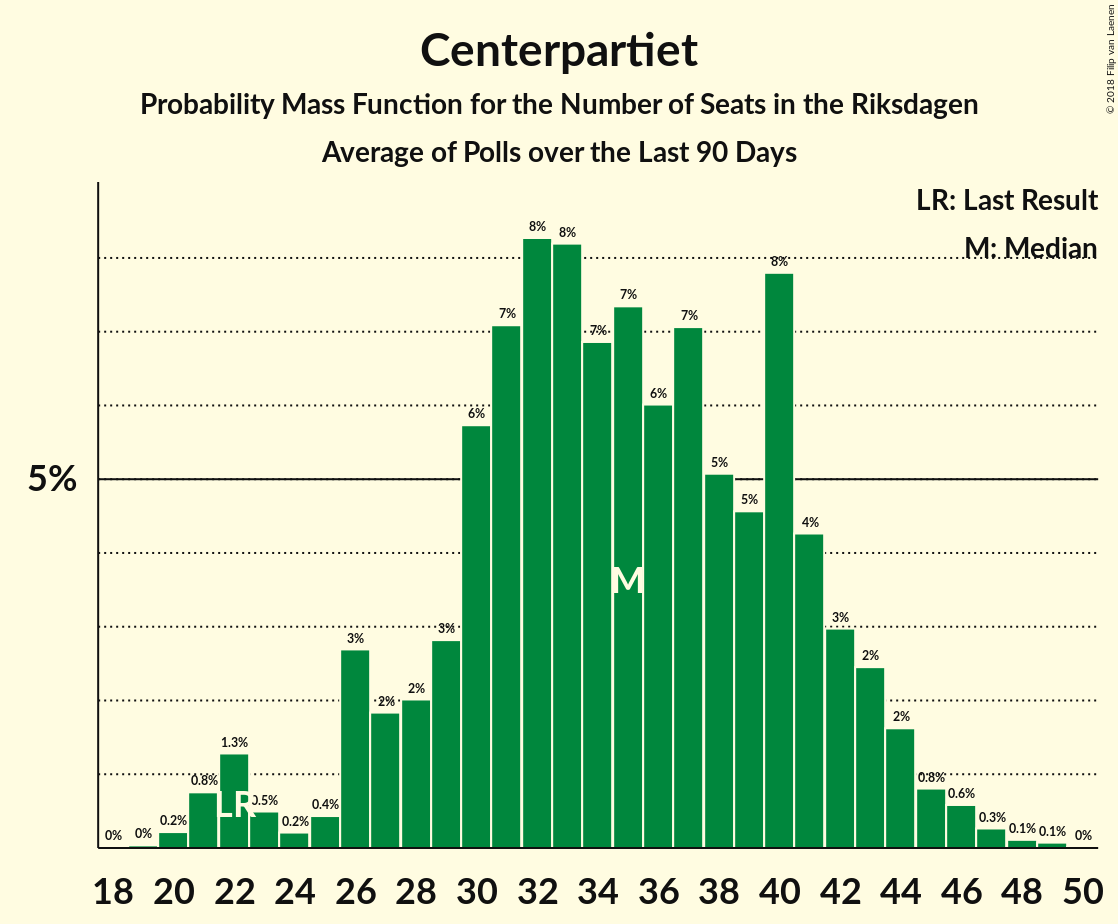 Centerpartiet
Probability Mass Function for the Number of Seats in the Riksdagen
Average of Polls over the Last 90 Days
© 2018 Filip van Laenen
LR: Last Result
M: Median
5%
0% 0% 0.2% 0.8% 1.3% 0.5% 0.2% 0.4% 3% 2% 2% 3% 6% 7% 8% 8% 7% 7% 6% 7% 5% 5% 8% 4% 3% 2% 2% 0.8% 0.6% 0.3% 0.1% 0.1% 0%
LR
M
18 20 22 24 26 28 30 32 34 36 38 40 42 44 46 48 50